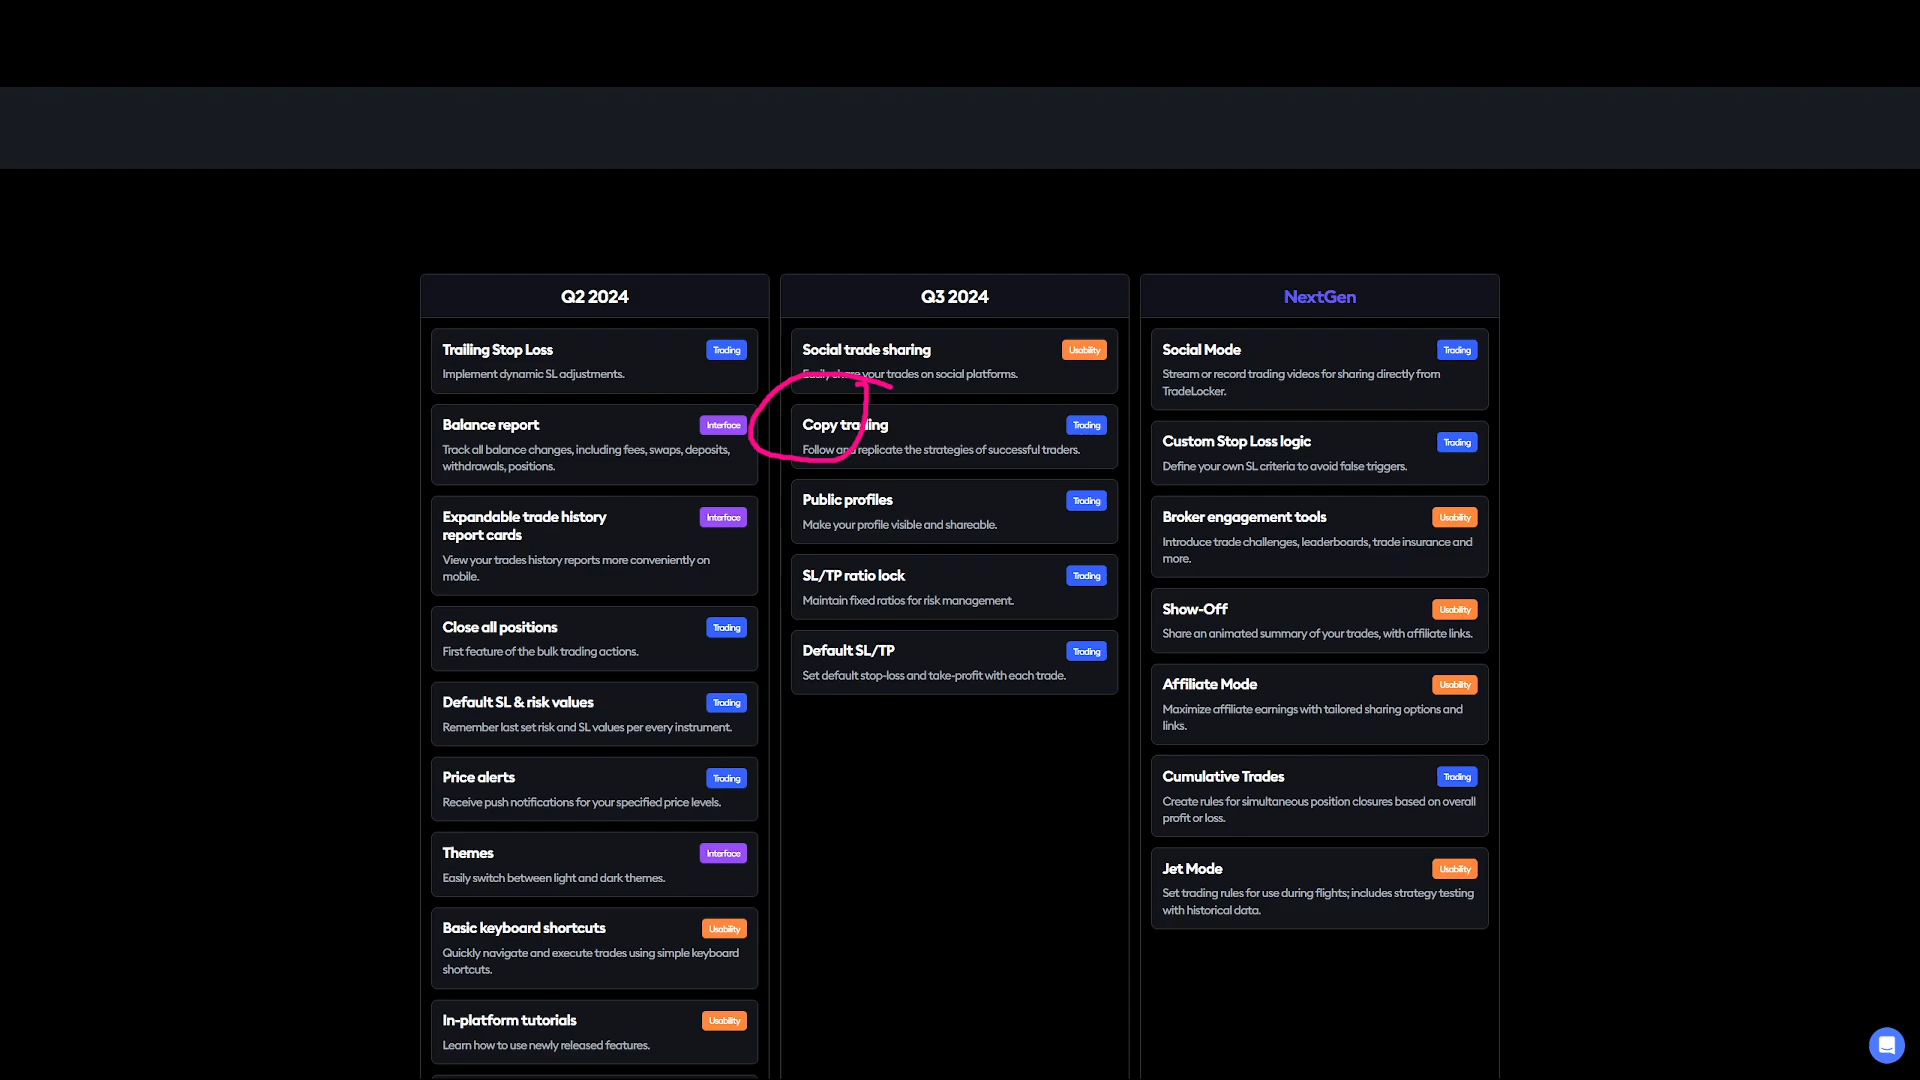 Q2 2024
Trailing Stop Loss
Trading
Implement dynamic SL adjustments.
Balance report
Interface
Track all balance changes, including fees, swaps, deposits,
withdrawals, positions.
Expandable trade history
report cards
Interface
View your trades history reports more conveniently on
mobile.
Close all positions
Trading
First feature of the bulk trading actions.
Default SL & risk values
Trading
Remember last set risk and SL values per every instrument.
Price alerts
Trading
Receive push notifications for your specified price levels.
Themes
Interface
Easily switch between light and dark themes.
Basic keyboard shortcuts
Usability
Quickly navigate and execute trades using simple keyboard
shortcuts.
In-platform tutorials
Usability
Learn how to use newly released features.
Q3 2024
Social trade sharing
Usability
Easily share your trades on social platforms.
Copy trading
Trading
Follow and replicate the strategies of successful traders.
Public profiles
Trading
Make your profile visible and shareable.
SL/TP ratio lock
Trading
Maintain fixed ratios for risk management.
Default SL/TP
Trading
Set default stop-loss and take-profit with each trade.
NextGen
Social Mode
Trading
Stream or record trading videos for sharing directly from
TradeLocker.
Custom Stop Loss logic
Trading
Define your own SL criteria to avoid false triggers.
Broker engagement tools
Usability
Introduce trade challenges, leaderboards, trade insurance and
more.
Show-Off
Usability
Share an animated summary of your trades, with affiliate links.
Affiliate Mode
Usability
Maximize affiliate earnings with tailored sharing options and
links.
Cumulative Trades
Trading
Create rules for simultaneous position closures based on overall
profit or loss.
Jet Mode
Usability
Set trading rules for use during flights; includes strategy testing
with historical data.